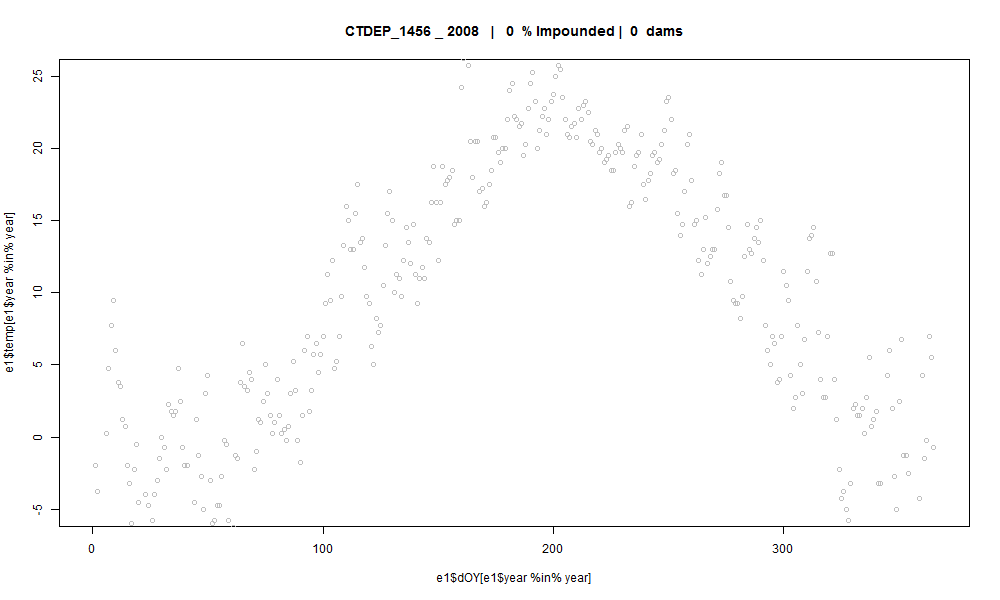 CTDEP_1456 _ 2008 | 0 % Impounded | 0 dams
e1$temp[e1$year %in% year]
25
20
15
10
5
0
-5
0 100 200 300
e1$dOY[e1$year %in% year]